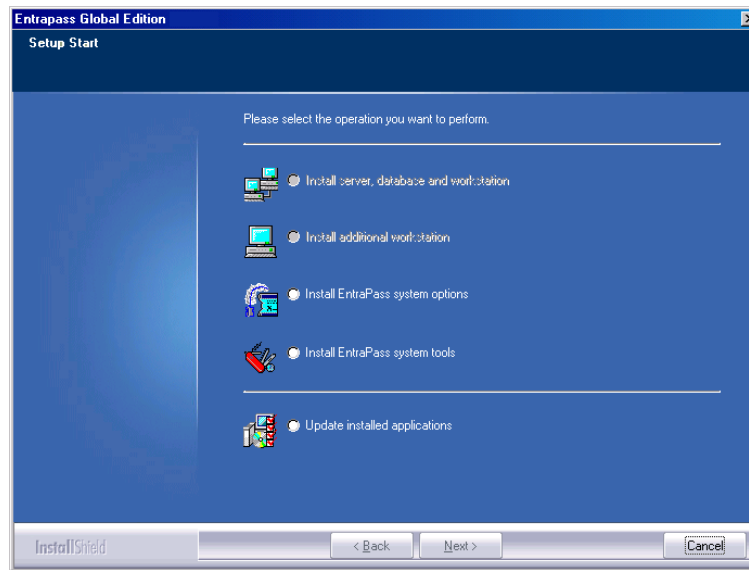 Entrapass Global Edition
Setup Start
Please select the operation you want to perform.
Install server, database and workstation
Install additional workstation
Install EntraPass system options
Install EntraPass system tools
Update installed applications
InstallShield
< Back
Next >
Cancel